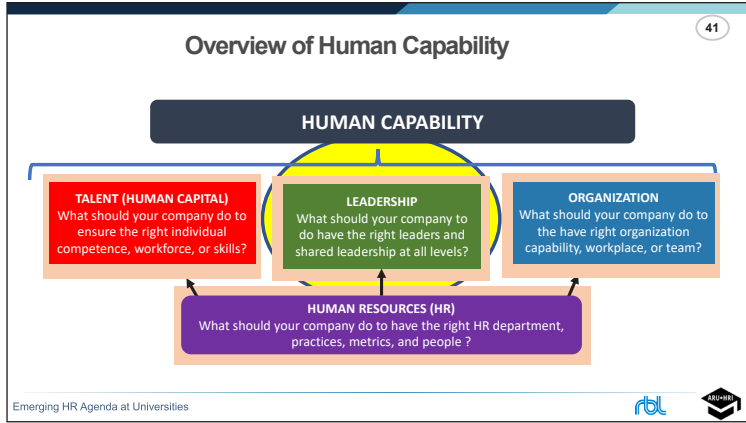 41
Overview of Human Capability
HUMAN CAPABILITY
TALENT (HUMAN CAPITAL)
What should your company do to
ensure the right individual
competence, workforce, or skills?
LEADERSHIP
What should your company to
do have the right leaders and
shared leadership at all levels?
ORGANIZATION
What should your company do to
the have right organization
capability, workplace, or team?
HUMAN RESOURCES (HR)
What should your company do to have the right HR department,
practices, metrics, and people ?
Emerging HR Agenda at Universities
rbl
ARU+HRI